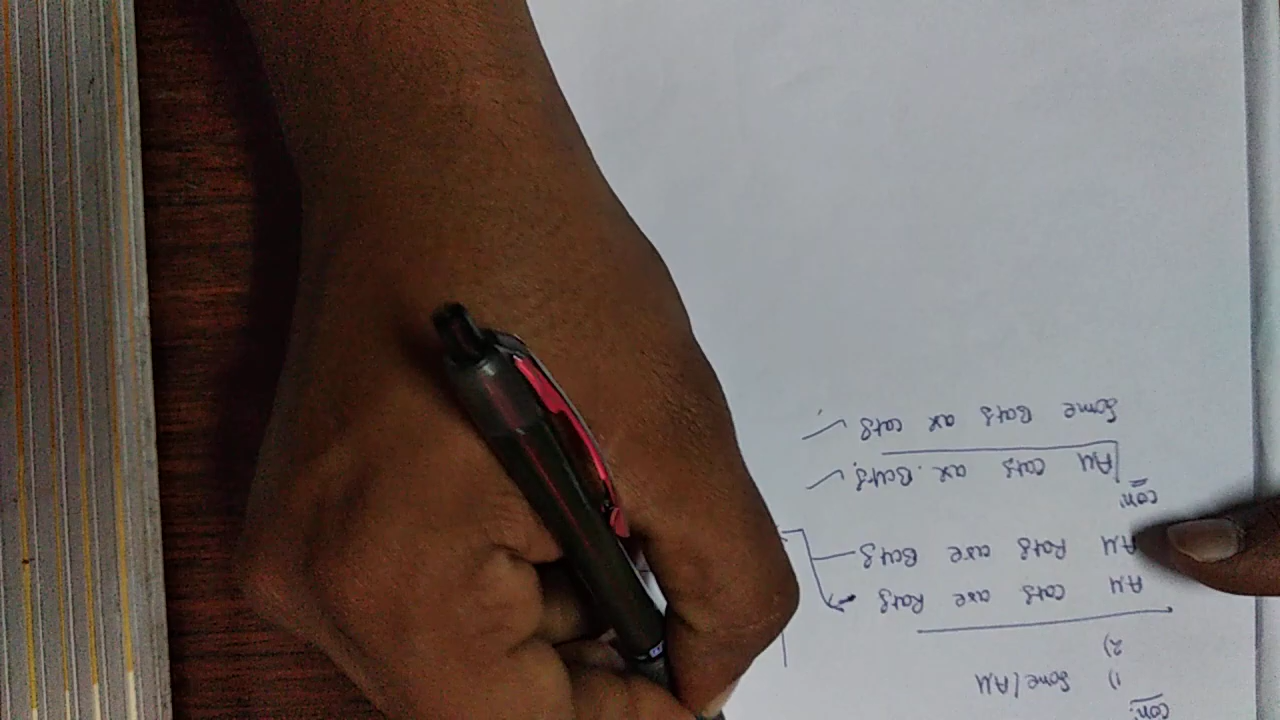 con:
1) Some/All
2)
All cats are Rats
All Rats are Bats
con:
All cats are Bats.
Some Bats are cats